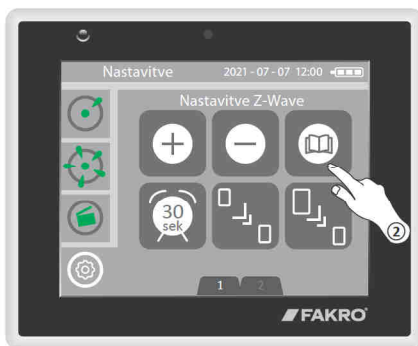 Nastavitve 2021 - 07 - 07 12:00
Nastavitve Z-Wave
30
sek
2
1 2
FAKRO